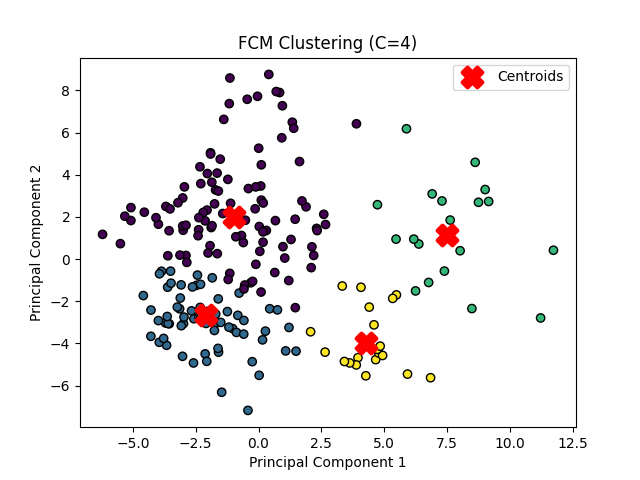 FCM Clustering (C=4)
Centroids
8
6
4
2
0
−2
−4
−6
Principal Component 2
−5.0 −2.5 0.0 2.5 5.0 7.5 10.0 12.5
Principal Component 1